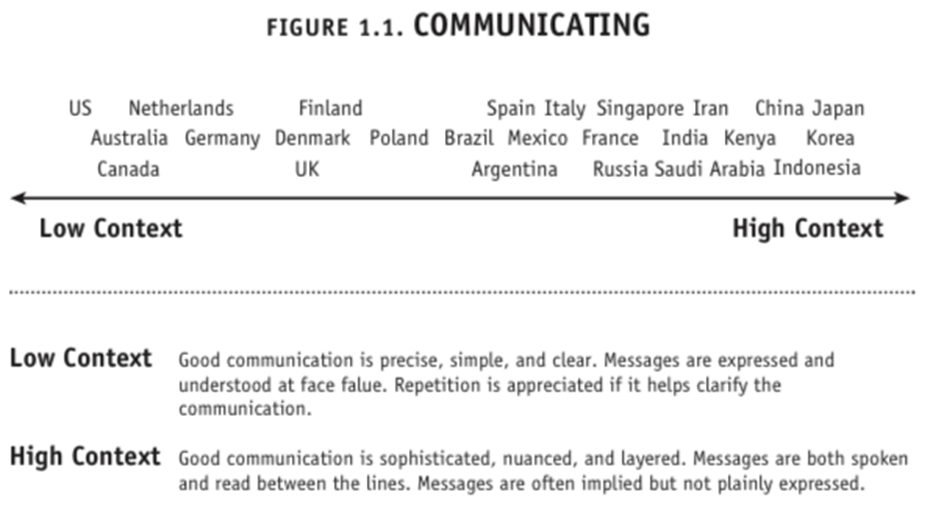 FIGURE 1.1. COMMUNICATING
US Netherlands Finland Spain Italy Singapore Iran China Japan
Australia Germany Denmark Poland Brazil Mexico France India Kenya Korea
Canada UK Argentina Russia Saudi Arabia Indonesia
Low Context High Context
Low Context Good communication is precise, simple, and clear. Messages are expressed and
understood at face falue. Repetition is appreciated if it helps clarify the
communication.
High Context Good communication is sophisticated, nuanced, and layered. Messages are both spoken
and read between the lines. Messages are often implied but not plainly expressed.